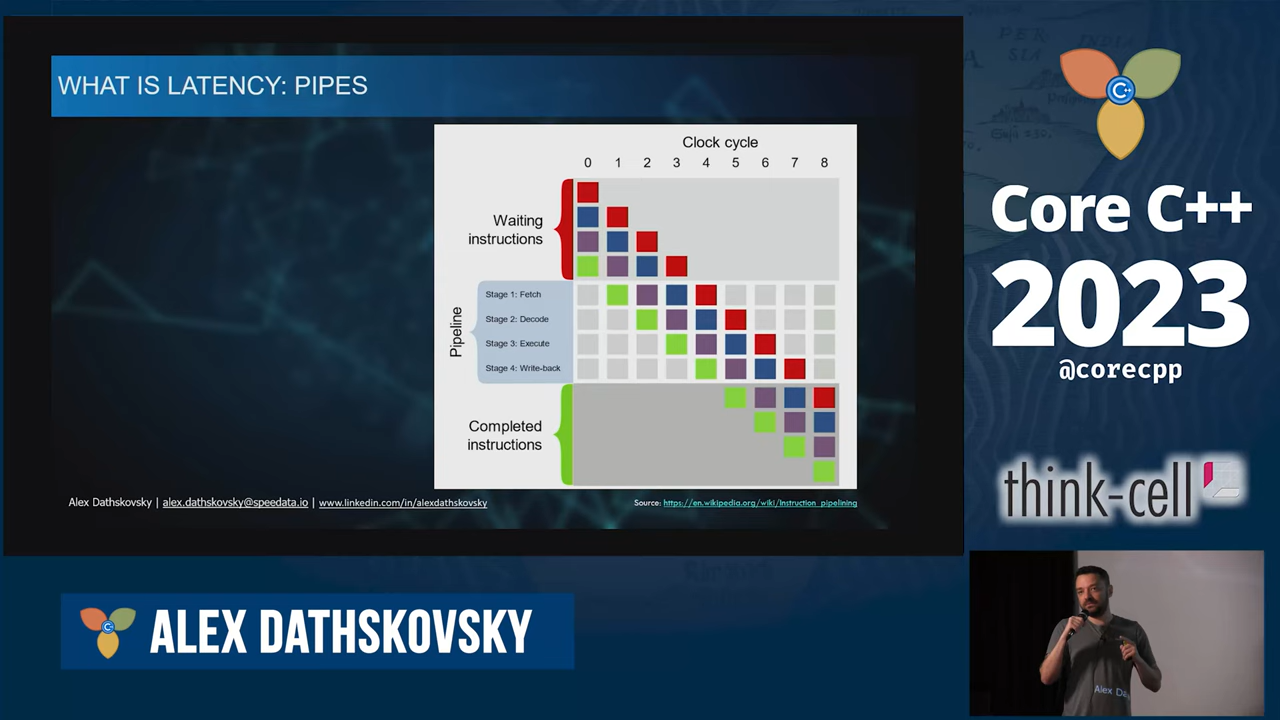 WHAT IS LATENCY: PIPES
Clock cycle
0 1 2 3 4 5 6 7 8
Waiting
instructions
Pipeline
Stage 1: Fetch
Stage 2: Decode
Stage 3: Execute
Stage 4: Write-back
Completed
instructions
Alex Dathskovsky | alex.dathskovsky@speedata.io | www.linkedin.com/in/alexdathskovsky
Source: https://en.wikipedia.org/wiki/Instruction_pipelining
ALEX DATHSKOVSKY
C++
Core C++
2023
@corecpp
think-cell
Alex Da